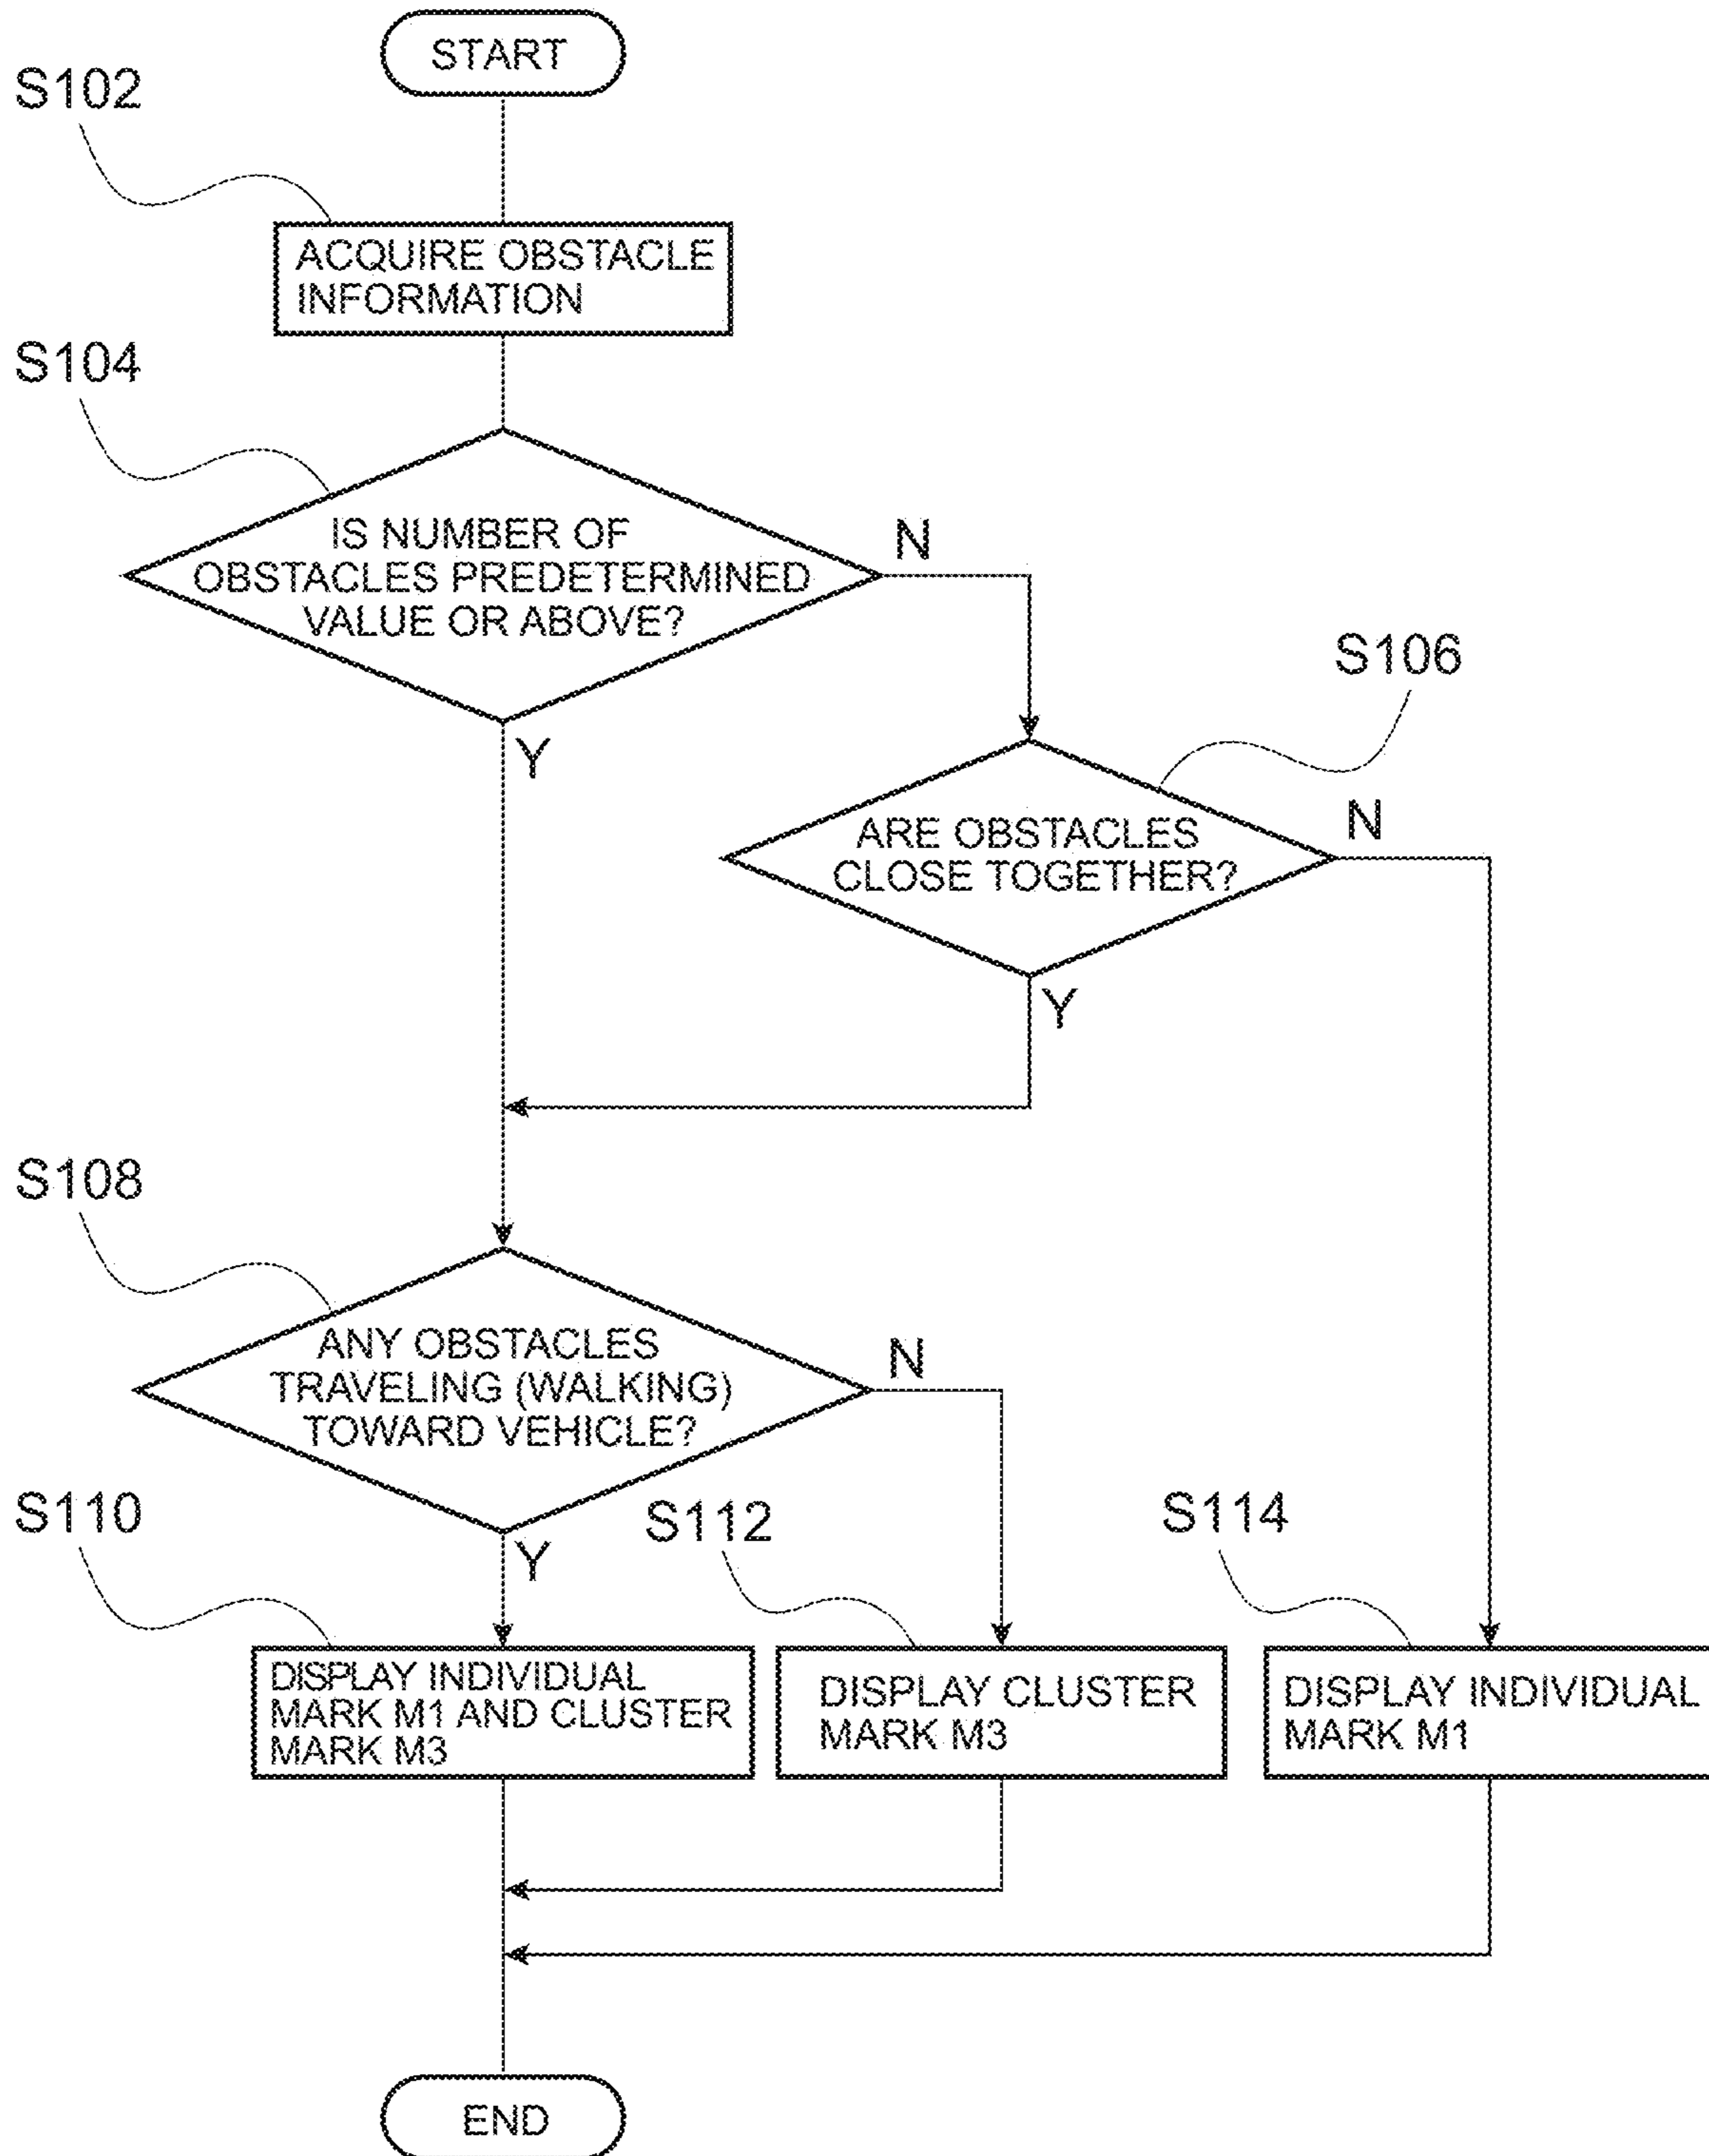 START
S102
ACQUIRE OBSTACLE
INFORMATION
S104
IS NUMBER OF
OBSTACLES PREDETERMINED
VALUE OR ABOVE?
N
Y
S106
ARE OBSTACLES
CLOSE TOGETHER?
N
Y
S108
ANY OBSTACLES
TRAVELING (WALKING)
TOWARD VEHICLE?
N
Y
S110
DISPLAY INDIVIDUAL
MARK M1 AND CLUSTER
MARK M3
S112
DISPLAY CLUSTER
MARK M3
S114
DISPLAY INDIVIDUAL
MARK M1
END